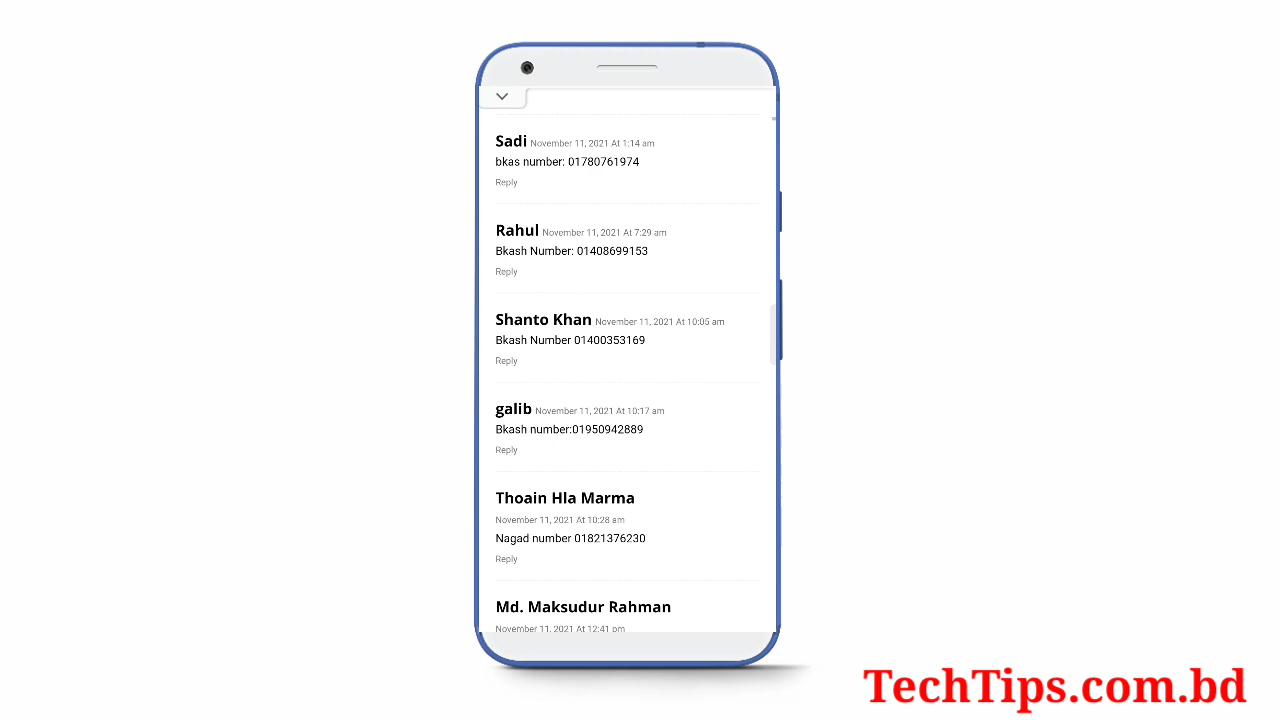 Sadi November 11, 2021 At 1:14 am
bkas number: 01780761974
Reply
Rahul November 11, 2021 At 7:29 am
Bkash Number: 01408699153
Reply
Shanto Khan November 11, 2021 At 10:05 am
Bkash Number 01400353169
Reply
galib November 11, 2021 At 10:17 am
Bkash number:01950942889
Reply
Thoain Hla Marma
November 11, 2021 At 10:28 am
Nagad number 01821376230
Reply
Md. Maksudur Rahman
November 11, 2021 At 12:41 pm
TechTips.com.bd